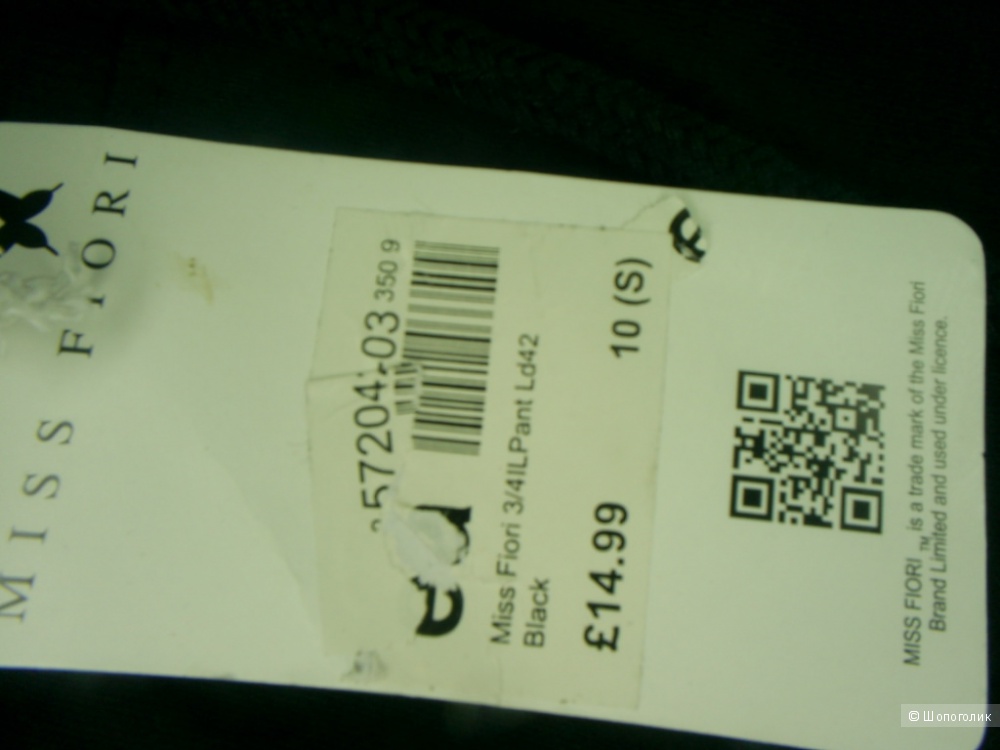 MISS FIORI
57204
03 350 9
Miss Fiori 3/4ILPant Ld42
Black
10 (S)
£14.99
MISS FIORI TM is a trade mark of the Miss Fiori
Brand Limited and used under licence.
© Шопоголик